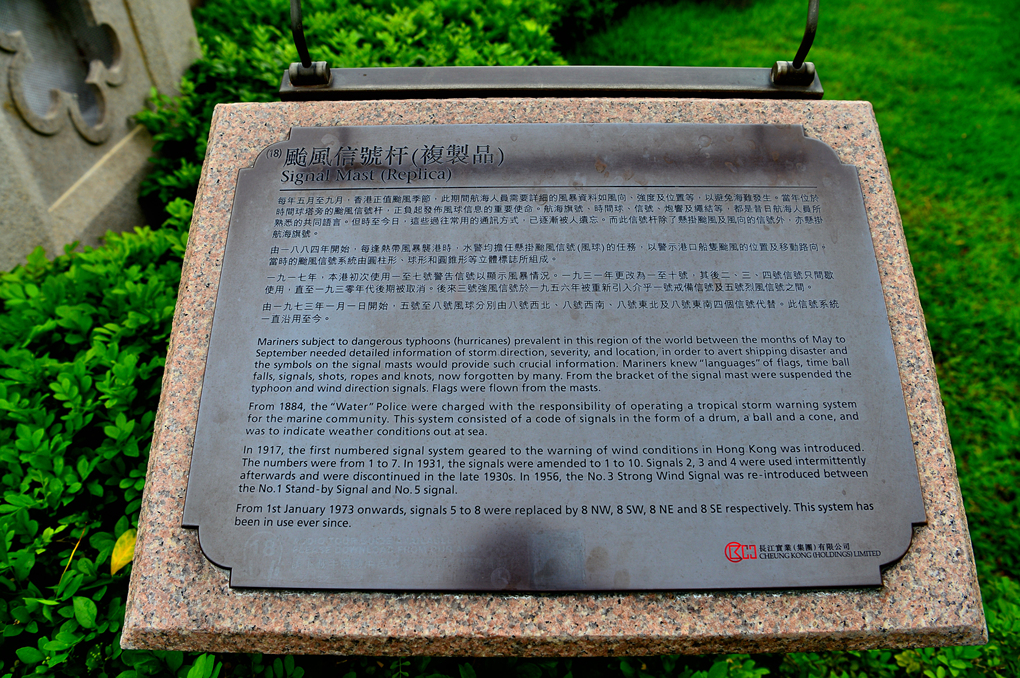 (18) 颱風信號杆(複製品)
Signal Mast (Replica)
每年五月至九月，香港正值颱風季節，此期間航海人員需要詳細的風暴資料如風向、強度及位置等，以避免海難發生。當年位於
時間球塔旁的颱風信號杆，正負起發佈風球信息的重要使命。航海旗號、時間球、信號、炮響及繩結等，都是昔日航海人員所
熟悉的共同語言。但時至今日，這些過往常用的通訊方式，已逐漸被人遺忘。而此信號杆除了懸掛颱風及風向的信號外，亦懸掛
航海旗號。
由一八八四年開始，每逢熱帶風暴襲港時，水警均擔任懸掛颱風信號(風球)的任務，以警示港口船隻颱風的位置及移動路向。
當時的颱風信號系統由圓柱形、球形和圓錐形等立體標誌所組成。
一九一七年，本港初次使用一至七號警告信號以顯示風暴情況。一九三一年更改為一至十號，其後二、三、四號信號只間歇
使用，直至一九三零年代後期被取消。後來三號強風信號於一九五六年被重新引入介乎一號戒備信號及五號烈風信號之間。
由一九七三年一月一日開始，五號至八號風球分別由八號西北、八號西南、八號東北及八號東南四個信號代替。此信號系統
一直沿用至今。
Mariners subject to dangerous typhoons (hurricanes) prevalent in this region of the world between the months of May to
September needed detailed information of storm direction, severity, and location, in order to avert shipping disaster and
the symbols on the signal masts would provide such crucial information. Mariners knew "languages" of flags, time ball
falls, signals, shots, ropes and knots, now forgotten by many. From the bracket of the signal mast were suspended the
typhoon and wind direction signals. Flags were flown from the masts.
From 1884, the "Water" Police were charged with the responsibility of operating a tropical storm warning system
for the marine community. This system consisted of a code of signals in the form of a drum, a ball and a cone, and
was to indicate weather conditions out at sea.
In 1917, the first numbered signal system geared to the warning of wind conditions in Hong Kong was introduced.
The numbers were from 1 to 7. In 1931, the signals were amended to 1 to 10. Signals 2, 3 and 4 were used intermittently
afterwards and were discontinued in the late 1930s. In 1956, the No. 3 Strong Wind Signal was re-introduced between
the No.1 Stand-by Signal and No. 5 signal.
From 1st January 1973 onwards, signals 5 to 8 were replaced by 8 NW, 8 SW, 8 NE and 8 SE respectively. This system has
been in use ever since.
長江實業(集團)有限公司
CHEUNG KONG (HOLDINGS) LIMITED